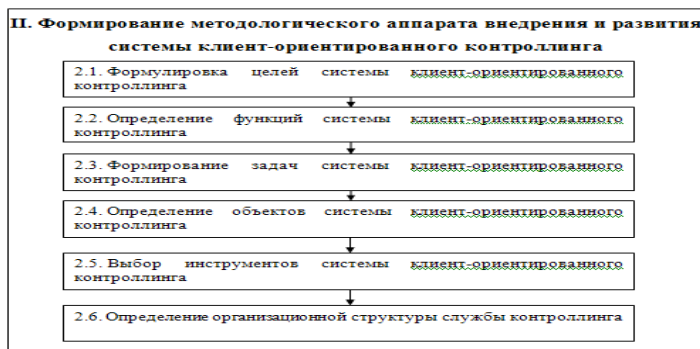 II. Формирование методологического аппарата внедрения и развития
системы клиент-ориентированного контроллинга
2.1. Формулировка целей системы клиент-ориентированного
контроллинга
2.2. Определение функций системы клиент-ориентированного
контроллинга
2.3. Формирование задач системы клиент-ориентированного
контроллинга
2.4. Определение объектов системы клиент-ориентированного
контроллинга
2.5. Выбор инструментов системы клиент-ориентированного
контроллинга
2.6. Определение организационной структуры службы контроллинга